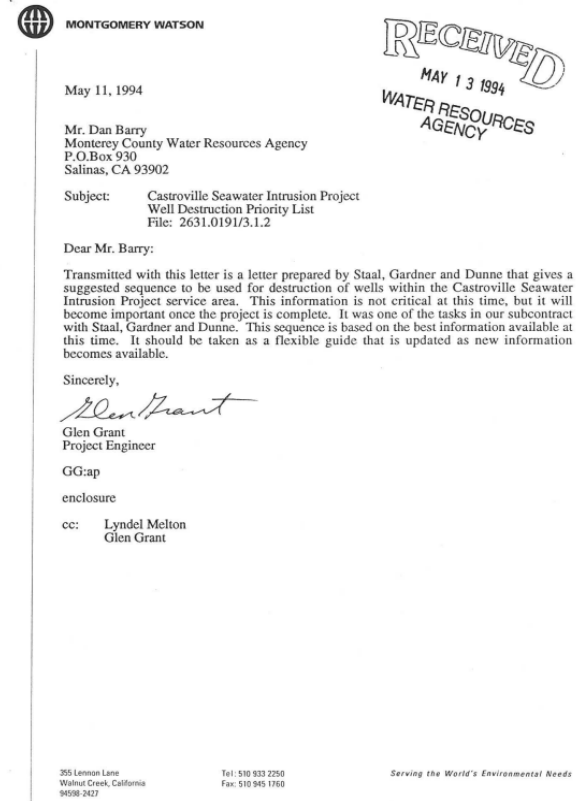 MONTGOMERY WATSON
RECEIVED
MAY 13 1994
WATER RESOURCES
AGENCY
May 11, 1994
Mr. Dan Barry
Monterey County Water Resources Agency
P.O.Box 930
Salinas, CA 93902
Subject: Castroville Seawater Intrusion Project
Well Destruction Priority List
File: 2631.0191/3.1.2
Dear Mr. Barry:
Transmitted with this letter is a letter prepared by Staal, Gardner and Dunne that gives a
suggested sequence to be used for destruction of wells within the Castroville Seawater
Intrusion Project service area. This information is not critical at this time, but it will
become important once the project is complete. It was one of the tasks in our subcontract
with Staal, Gardner and Dunne. This sequence is based on the best information available at
this time. It should be taken as a flexible guide that is updated as new information
becomes available.
Sincerely,
Glen Grant
Glen Grant
Project Engineer
GG:ap
enclosure
cc: Lyndel Melton
Glen Grant
355 Lennon Lane
Walnut Creek, California
94598-2427
Tel: 510 933 2250
Fax: 510 945 1760
Serving the World's Environmental Needs